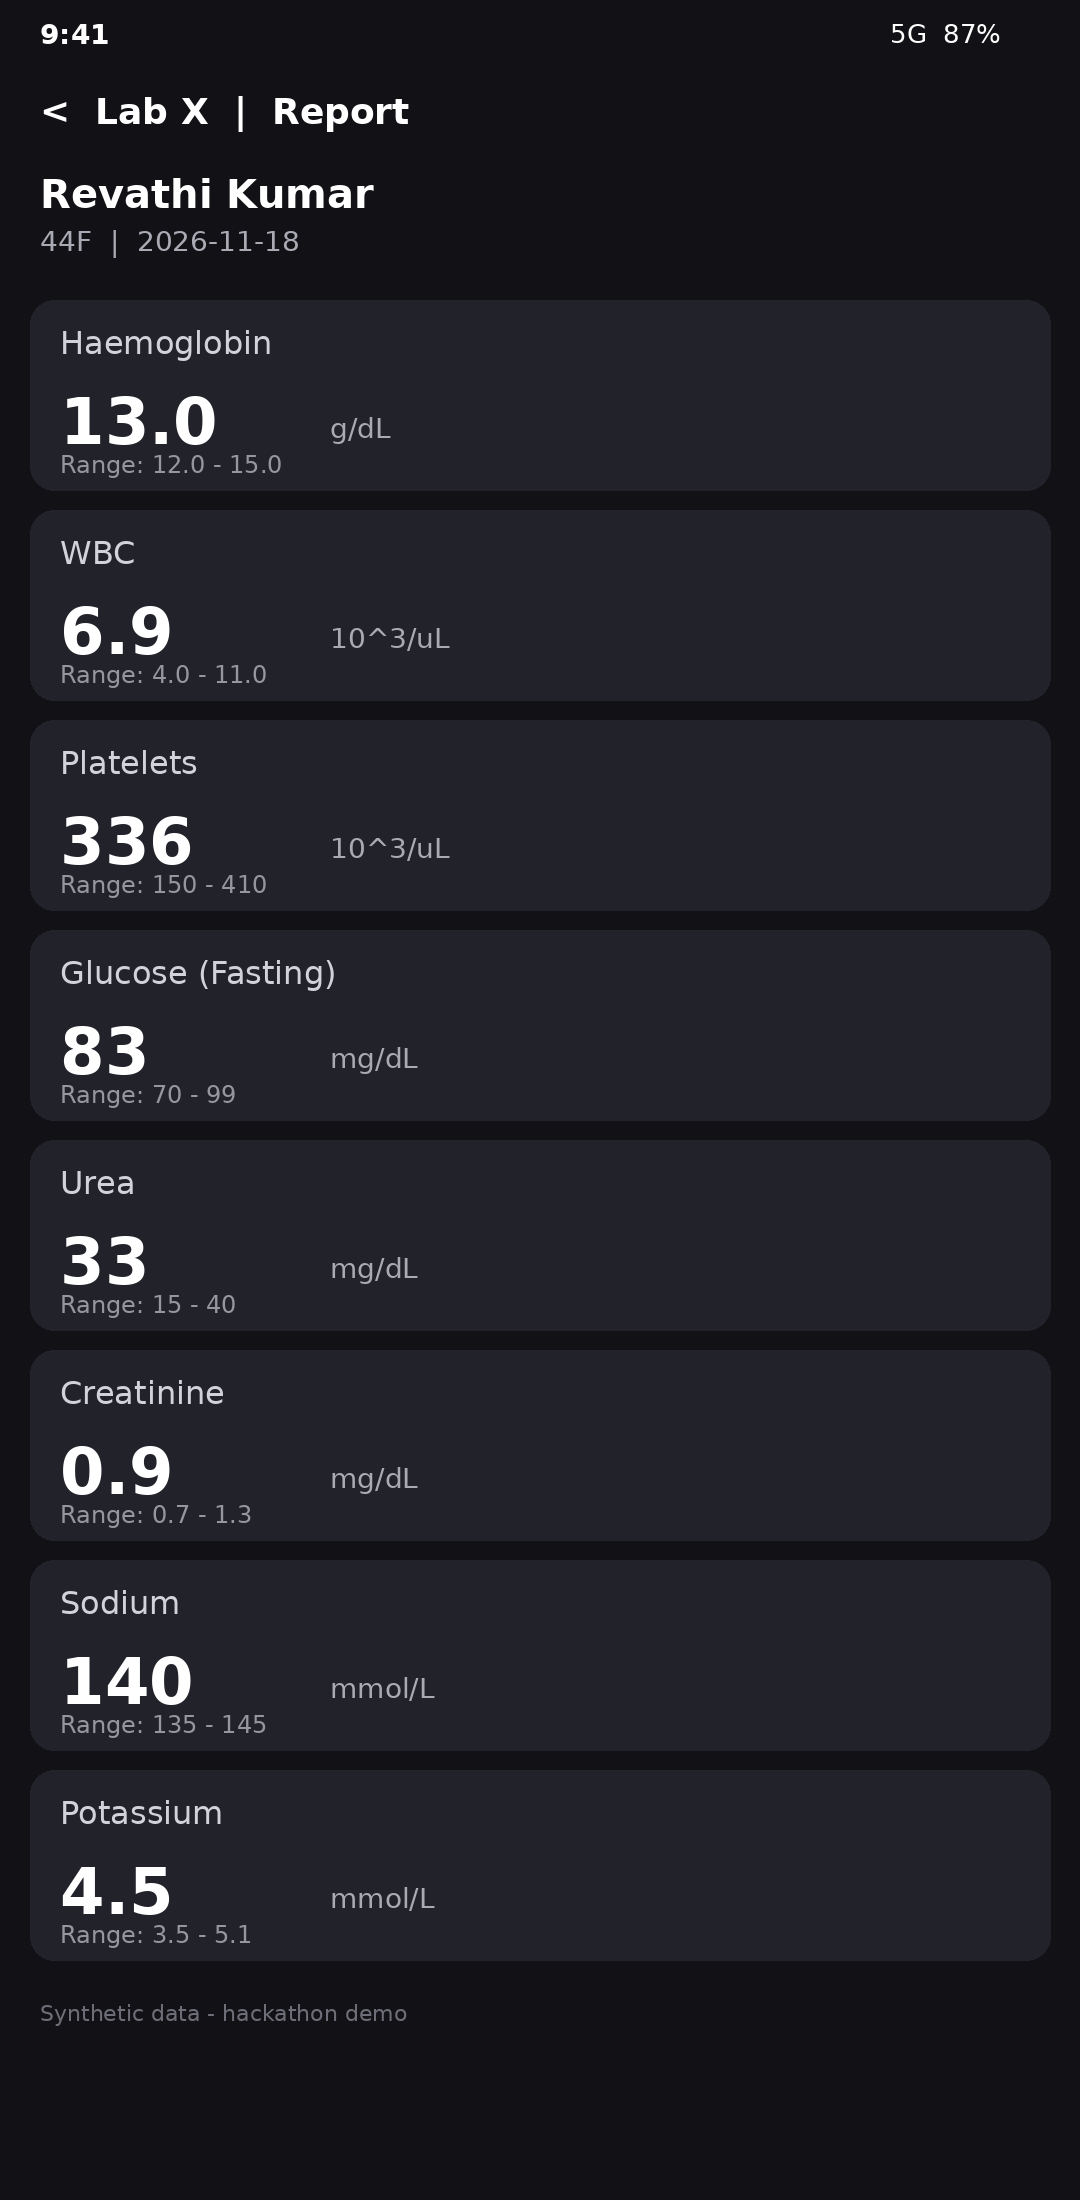 9:41 5G 87%
< Lab X | Report
Revathi Kumar
44F | 2026-11-18
Haemoglobin
13.0 g/dL
Range: 12.0 - 15.0
WBC
6.9 10^3/uL
Range: 4.0 - 11.0
Platelets
336 10^3/uL
Range: 150 - 410
Glucose (Fasting)
83 mg/dL
Range: 70 - 99
Urea
33 mg/dL
Range: 15 - 40
Creatinine
0.9 mg/dL
Range: 0.7 - 1.3
Sodium
140 mmol/L
Range: 135 - 145
Potassium
4.5 mmol/L
Range: 3.5 - 5.1
Synthetic data - hackathon demo